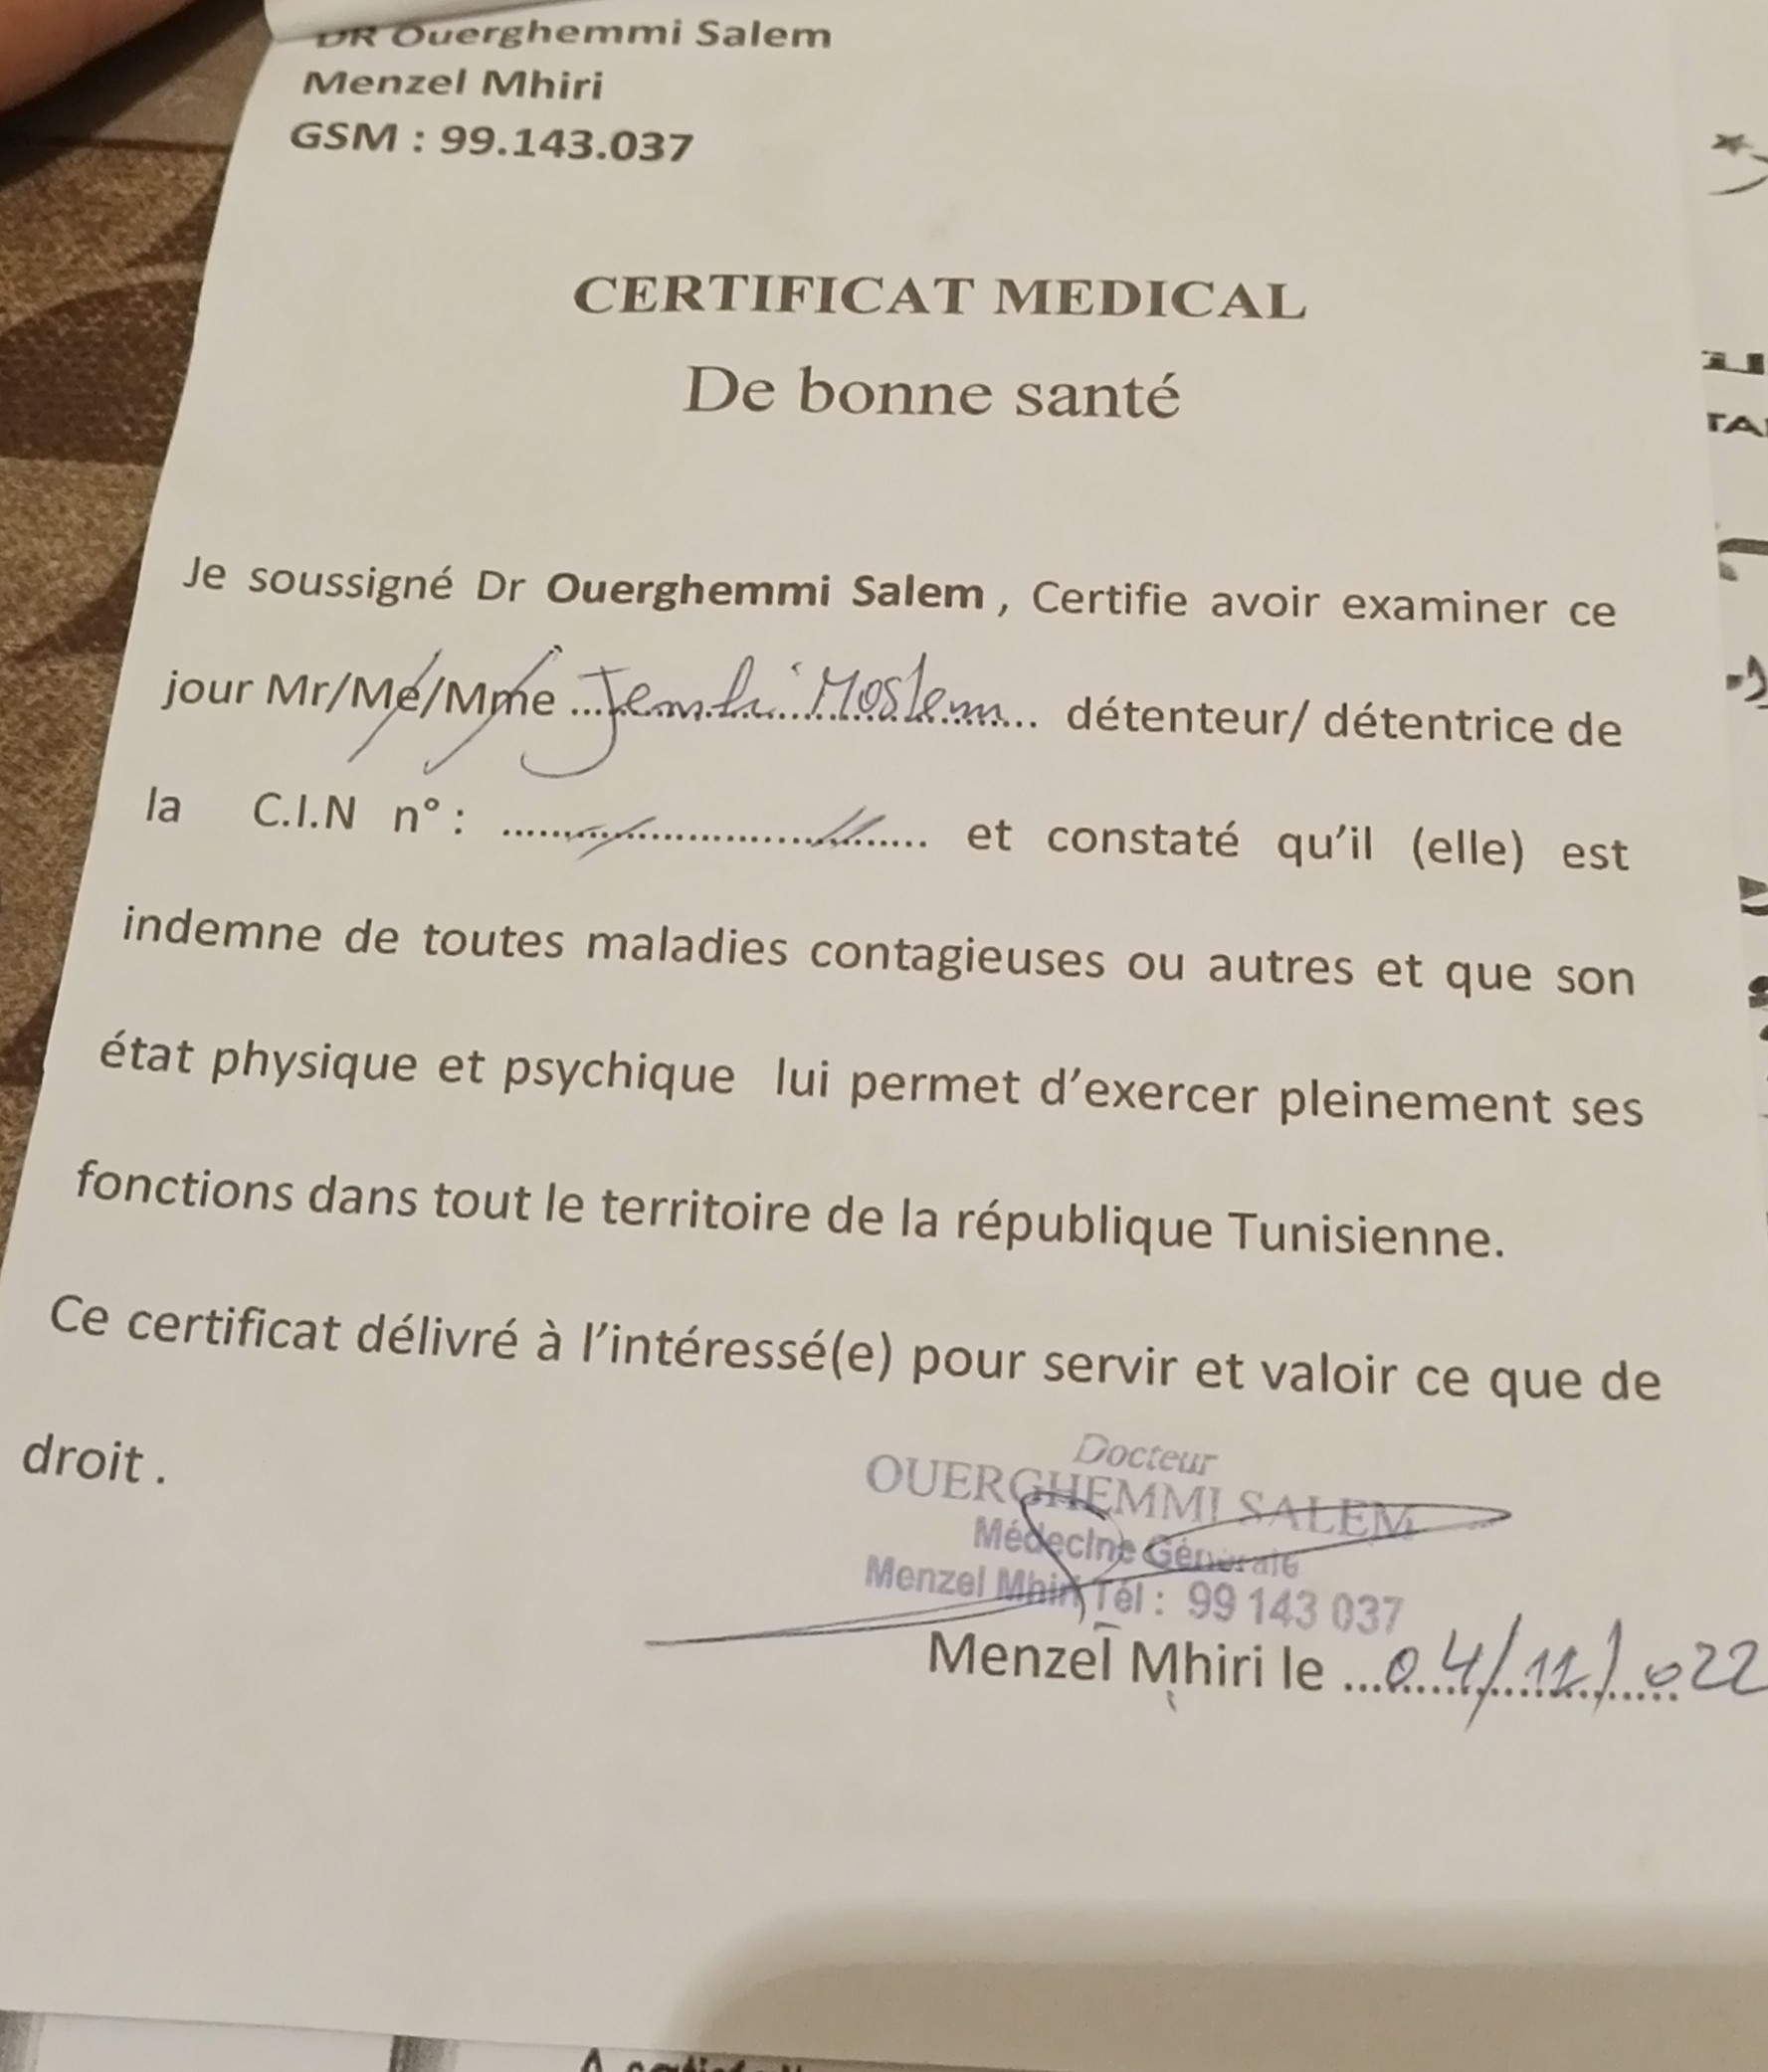 DR Ouerghemmi Salem
Menzel Mhiri
GSM : 99.143.037
CERTIFICAT MEDICAL
De bonne santé
Je soussigné Dr Ouerghemmi Salem , Certifie avoir examiner ce
jour Mr/Me/Mme ... Jemli Moslem ... détenteur/ détentrice de
la C.I.N n° : .................................... et constaté qu'il (elle) est
indemne de toutes maladies contagieuses ou autres et que son
état physique et psychique lui permet d'exercer pleinement ses
fonctions dans tout le territoire de la république Tunisienne.
Ce certificat délivré à l'intéressé(e) pour servir et valoir ce que de
droit .
Docteur
OUERGHEMMI SALEM
Médecine Générale
Menzel Mhiri Tél : 99 143 037
Menzel Mhiri le ...04/11/022
TA